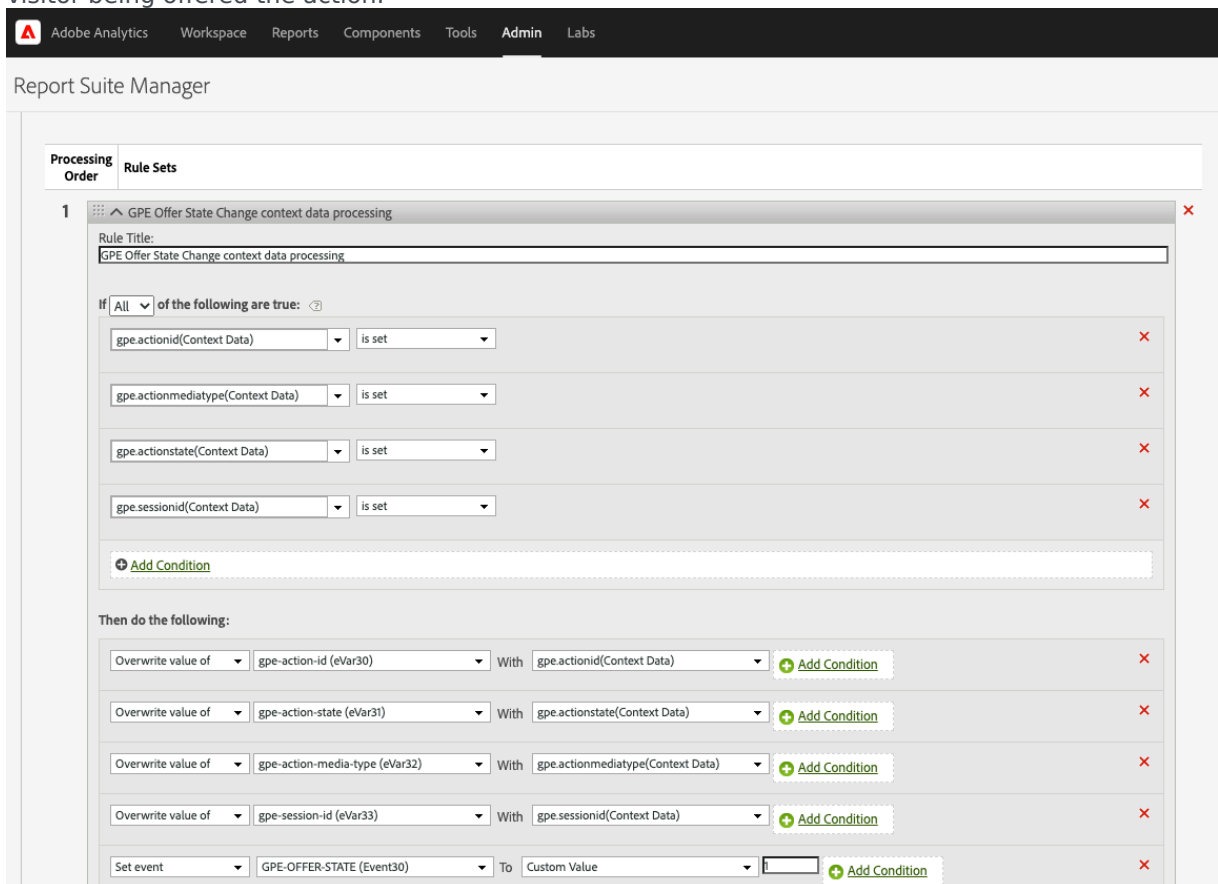 visitor being offered the action.
Adobe Analytics Workspace Reports Components Tools Admin Labs
Report Suite Manager
Processing Order Rule Sets
1 GPE Offer State Change context data processing
Rule Title:
GPE Offer State Change context data processing
If All of the following are true:
gpe.actionid(Context Data) is set
gpe.actionmediatype(Context Data) is set
gpe.actionstate(Context Data) is set
gpe.sessionid(Context Data) is set
Add Condition
Then do the following:
Overwrite value of gpe-action-id (eVar30) With gpe.actionid(Context Data) Add Condition
Overwrite value of gpe-action-state (eVar31) With gpe.actionstate(Context Data) Add Condition
Overwrite value of gpe-action-media-type (eVar32) With gpe.actionmediatype(Context Data) Add Condition
Overwrite value of gpe-session-id (eVar33) With gpe.sessionid(Context Data) Add Condition
Set event GPE-OFFER-STATE (Event30) To Custom Value 1 Add Condition